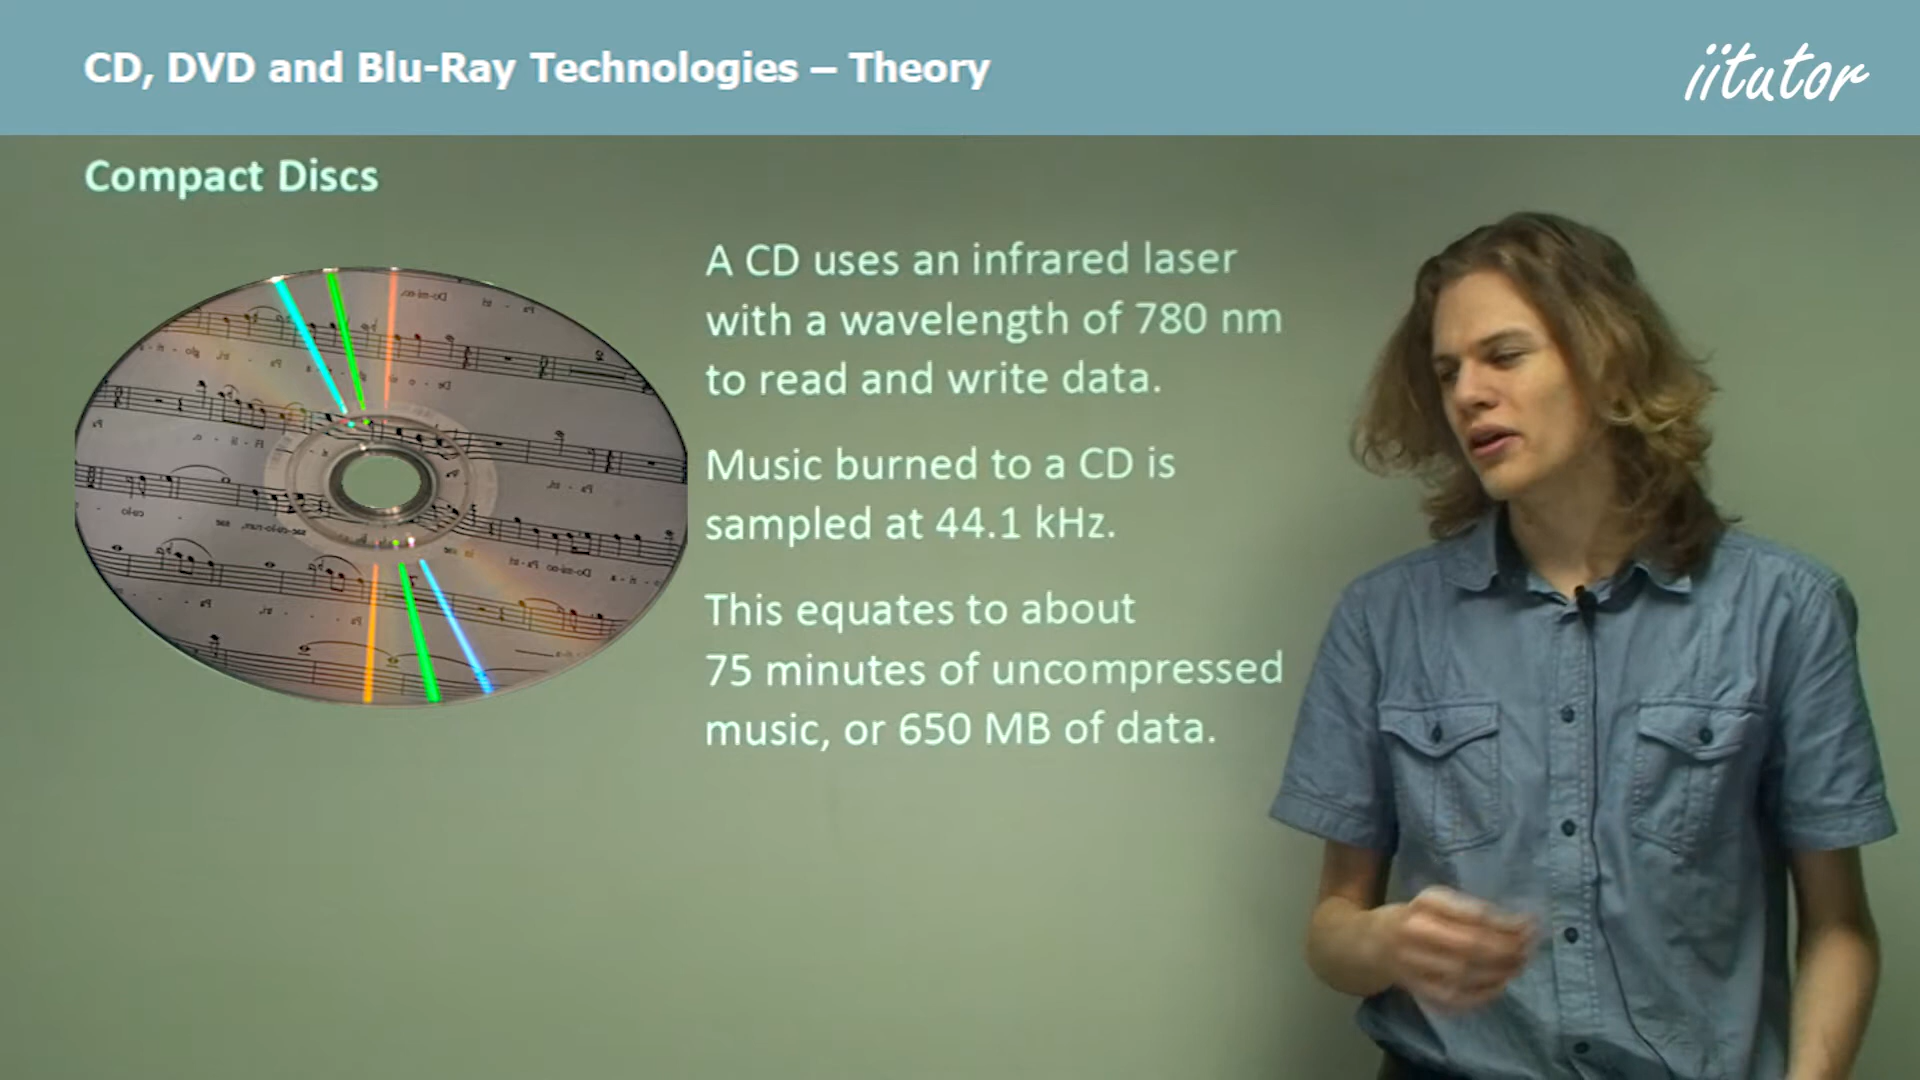 CD, DVD and Blu-Ray Technologies – Theory
iitutor
Compact Discs
A CD uses an infrared laser
with a wavelength of 780 nm
to read and write data.
Music burned to a CD is
sampled at 44.1 kHz.
This equates to about
75 minutes of uncompressed
music, or 650 MB of data.